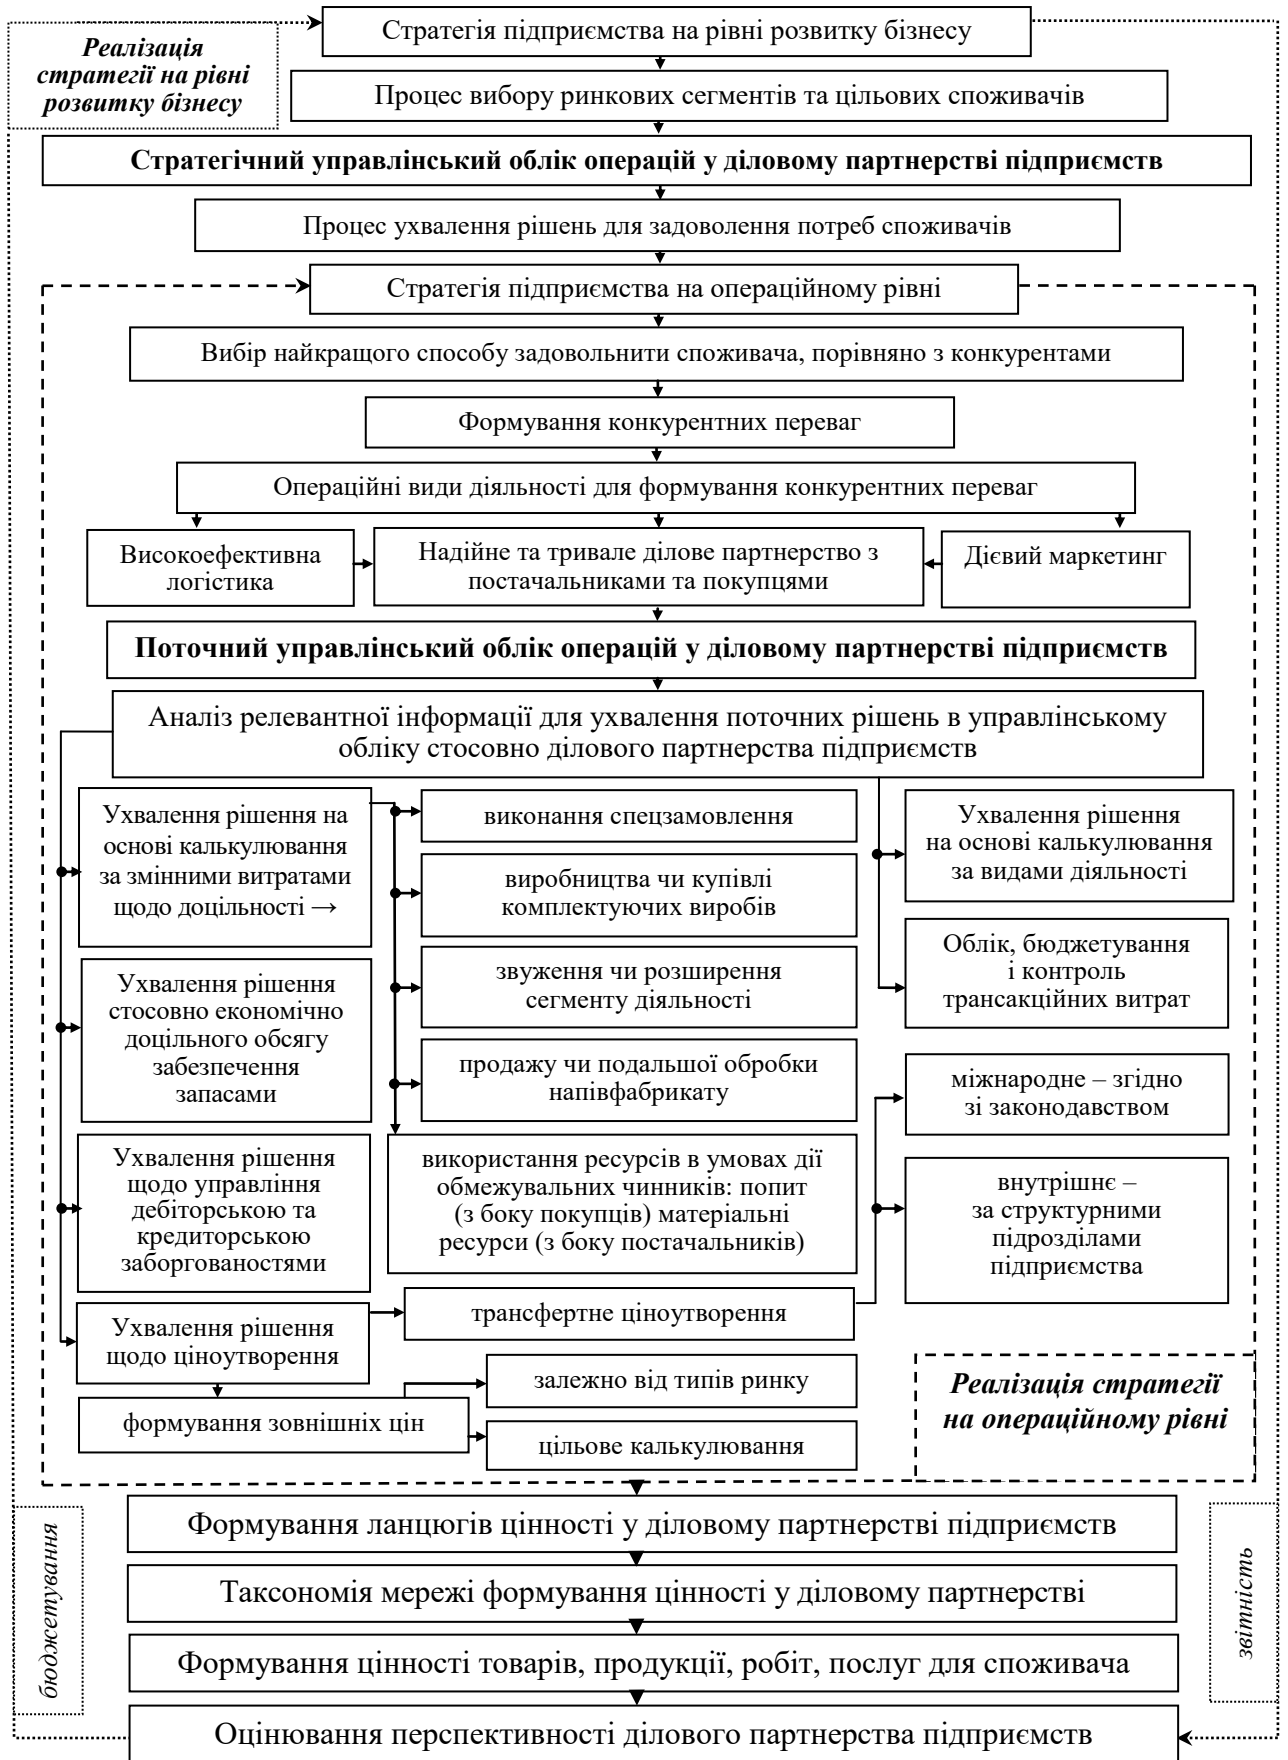 Реалізація
стратегії на рівні
розвитку бізнесу
Стратегія підприємства на рівні розвитку бізнесу
Процес вибору ринкових сегментів та цільових споживачів
Стратегічний управлінський облік операцій у діловому партнерстві підприємств
Процес ухвалення рішень для задоволення потреб споживачів
Стратегія підприємства на операційному рівні
Вибір найкращого способу задовольнити споживача, порівняно з конкурентами
Формування конкурентних переваг
Операційні види діяльності для формування конкурентних переваг
Високоефективна
логістика
Надійне та тривале ділове партнерство з
постачальниками та покупцями
Дієвий маркетинг
Поточний управлінський облік операцій у діловому партнерстві підприємств
Аналіз релевантної інформації для ухвалення поточних рішень в управлінському
обліку стосовно ділового партнерства підприємств
Ухвалення рішення на
основі калькулювання
за змінними витратами
щодо доцільності →
виконання спецзамовлення
виробництва чи купівлі
комплектуючих виробів
звуження чи розширення
сегменту діяльності
продажу чи подальшої обробки
напівфабрикату
використання ресурсів в умовах дії
обмежувальних чинників: попит
(з боку покупців) матеріальні
ресурси (з боку постачальників)
Ухвалення рішення
на основі калькулювання
за видами діяльності
Облік, бюджетування
і контроль
трансакційних витрат
Ухвалення рішення
стосовно економічно
доцільного обсягу
забезпечення
запасами
Ухвалення рішення
щодо управління
дебіторською та
кредиторською
заборгованостями
Ухвалення рішення
щодо ціноутворення
трансфертне ціноутворення
міжнародне – згідно
зі законодавством
внутрішнє –
за структурними
підрозділами
підприємства
формування зовнішніх цін
залежно від типів ринку
цільове калькулювання
Реалізація стратегії
на операційному рівні
бюджетування
Формування ланцюгів цінності у діловому партнерстві підприємств
Таксономія мережі формування цінності у діловому партнерстві
Формування цінності товарів, продукції, робіт, послуг для споживача
Оцінювання перспективності ділового партнерства підприємств
звітність